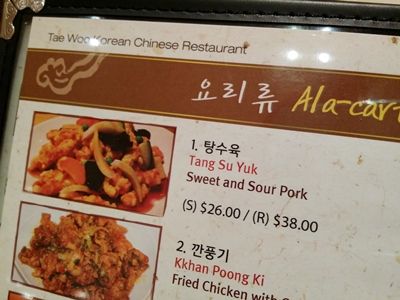 Tae Woo Korean Chinese Restaurant
요리류 Ala-cart
1. 탕수육
Tang Su Yuk
Sweet and Sour Pork
(S) $26.00 / (R) $38.00
2. 깐풍기
Kkhan Poong Ki
Fried Chicken with